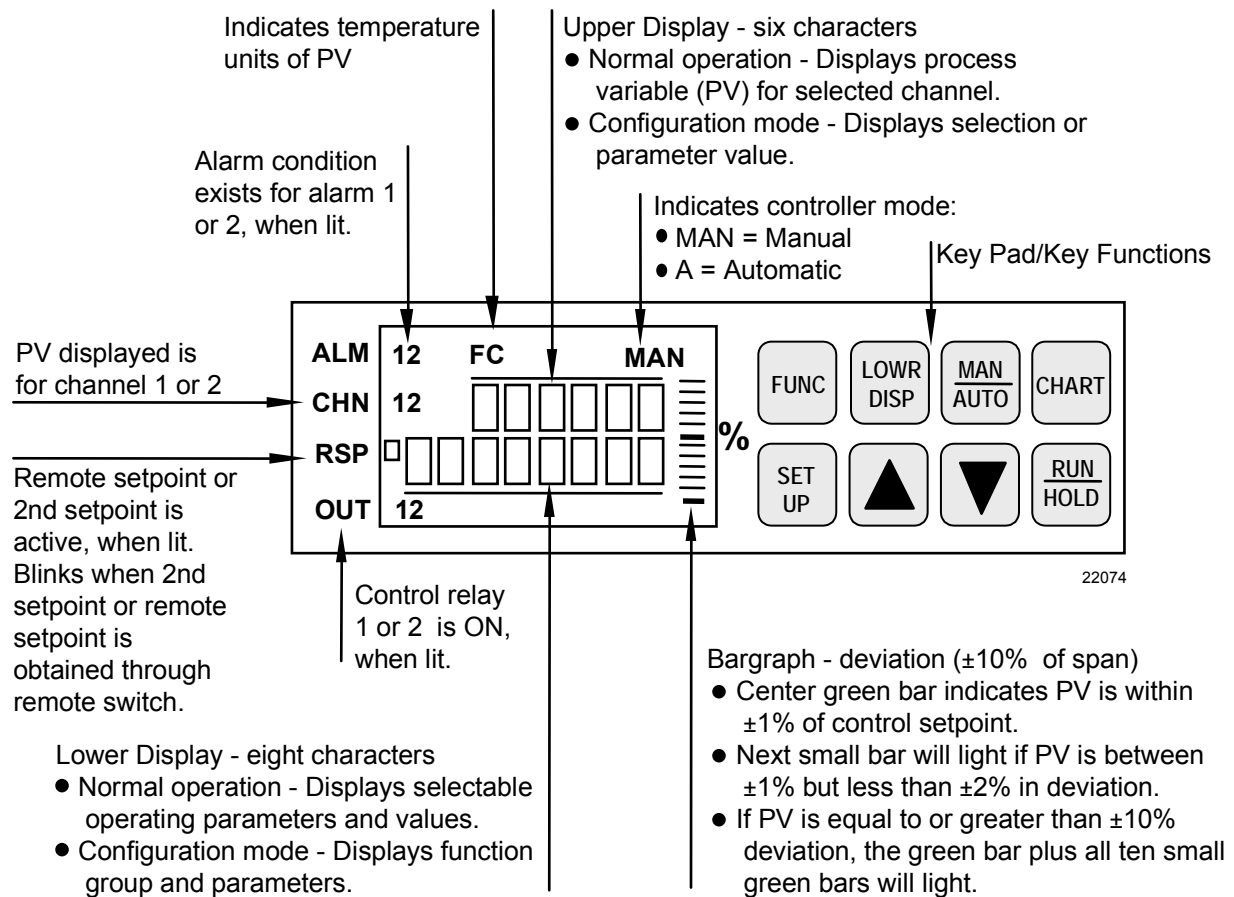 Indicates temperature
units of PV
Upper Display - six characters
● Normal operation - Displays process
variable (PV) for selected channel.
● Configuration mode - Displays selection or
parameter value.
Alarm condition
exists for alarm 1
or 2, when lit.
Indicates controller mode:
● MAN = Manual
● A = Automatic
Key Pad/Key Functions
PV displayed is
for channel 1 or 2
ALM 12 FC MAN
CHN 12
RSP
%
OUT 12
FUNC
LOWR
DISP
MAN
AUTO
CHART
SET
UP
▲
▼
RUN
HOLD
22074
Remote setpoint or
2nd setpoint is
active, when lit.
Blinks when 2nd
setpoint or remote
setpoint is
obtained through
remote switch.
Control relay
1 or 2 is ON,
when lit.
Bargraph - deviation (±10% of span)
● Center green bar indicates PV is within
±1% of control setpoint.
● Next small bar will light if PV is between
±1% but less than ±2% in deviation.
● If PV is equal to or greater than ±10%
deviation, the green bar plus all ten small
green bars will light.
Lower Display - eight characters
● Normal operation - Displays selectable
operating parameters and values.
● Configuration mode - Displays function
group and parameters.